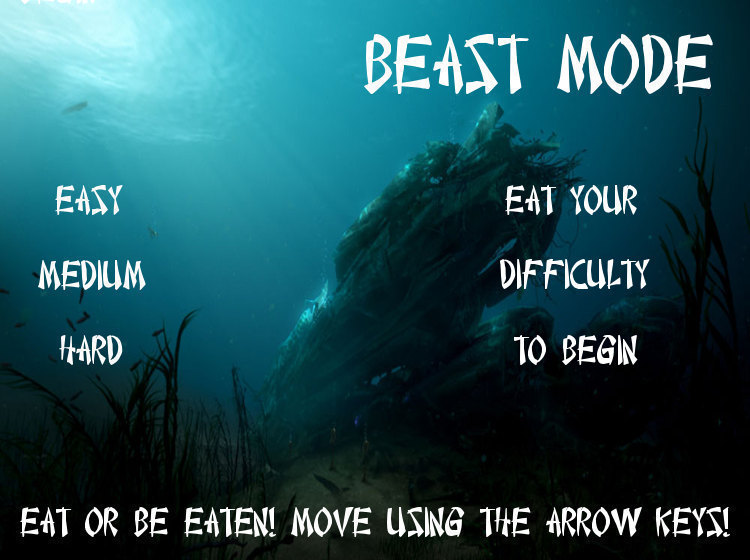 BEAST MODE
EASY
EAT YOUR
MEDIUM
DIFFICULTY
HARD
TO BEGIN
EAT OR BE EATEN! MOVE USING THE ARROW KEYS!